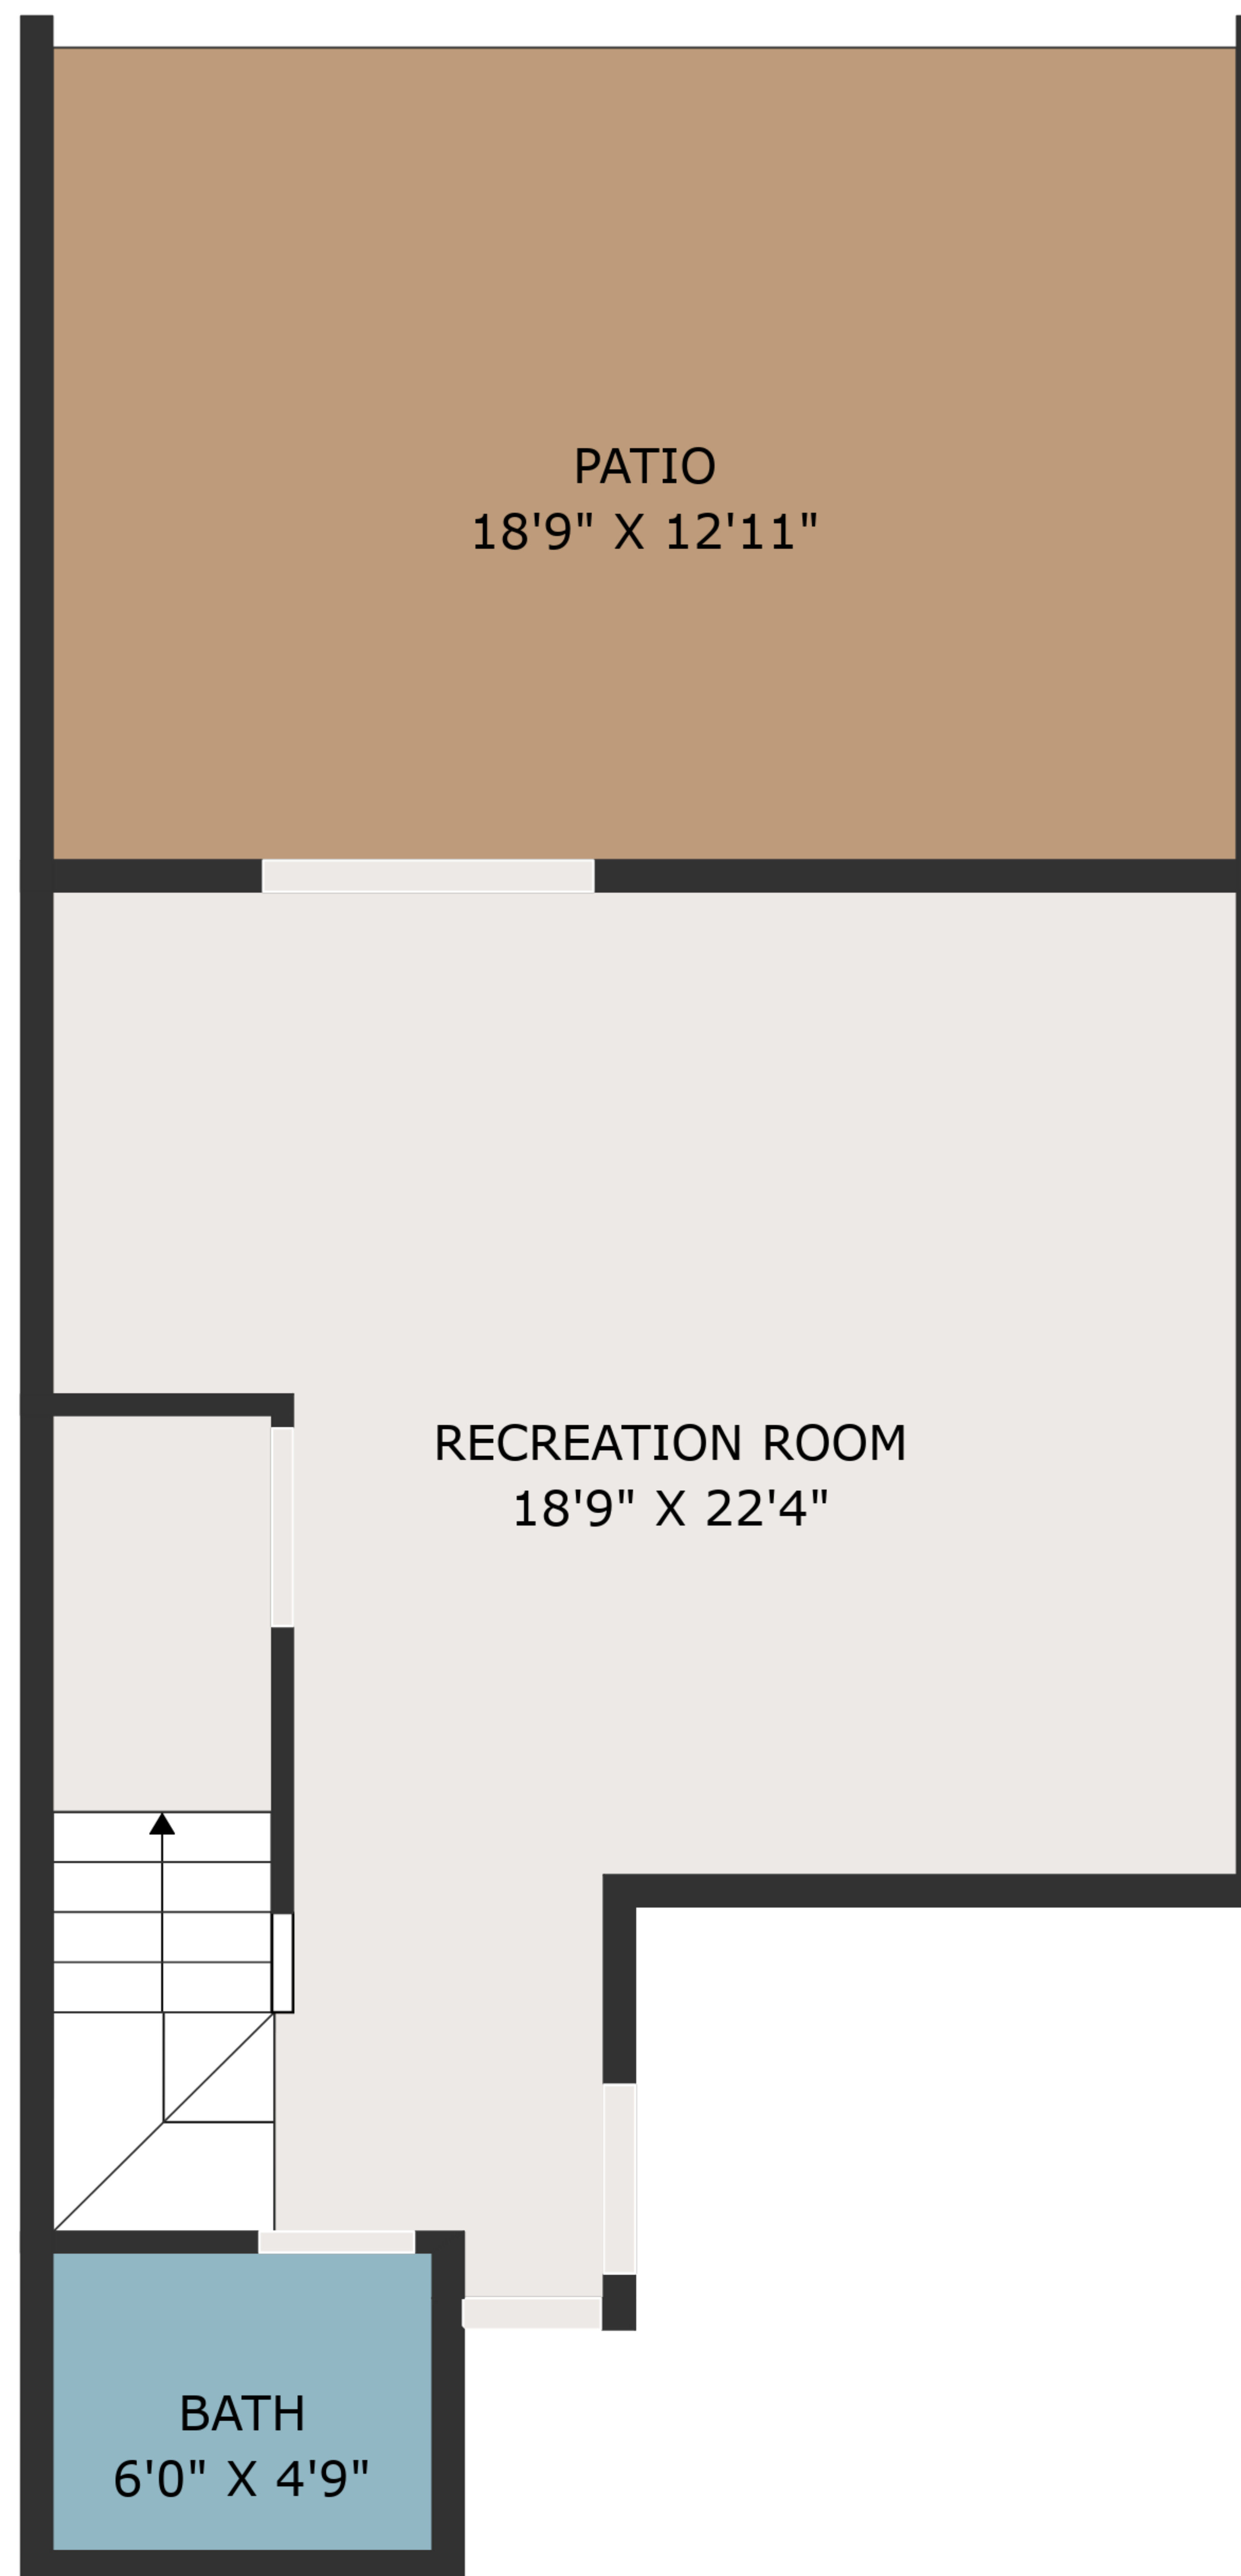 PATIO
18'9" X 12'11"
RECREATION ROOM
18'9" X 22'4"
BATH
6'0" X 4'9"